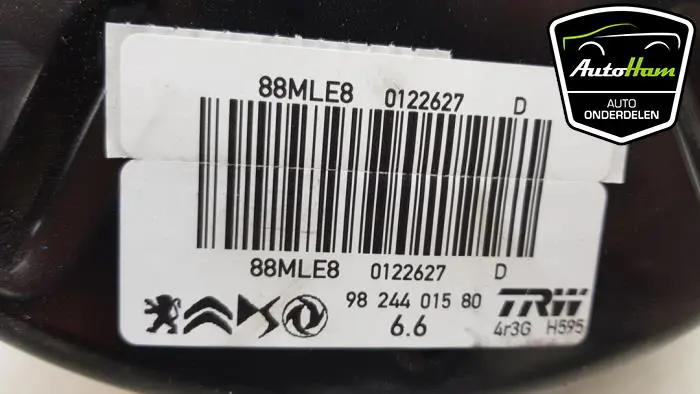 88MLE8 0122627 D
88MLE8 0122627 D
98 244 015 80
6.6
TRW
4r3G H595
AutoHam
AUTO
ONDERDELEN